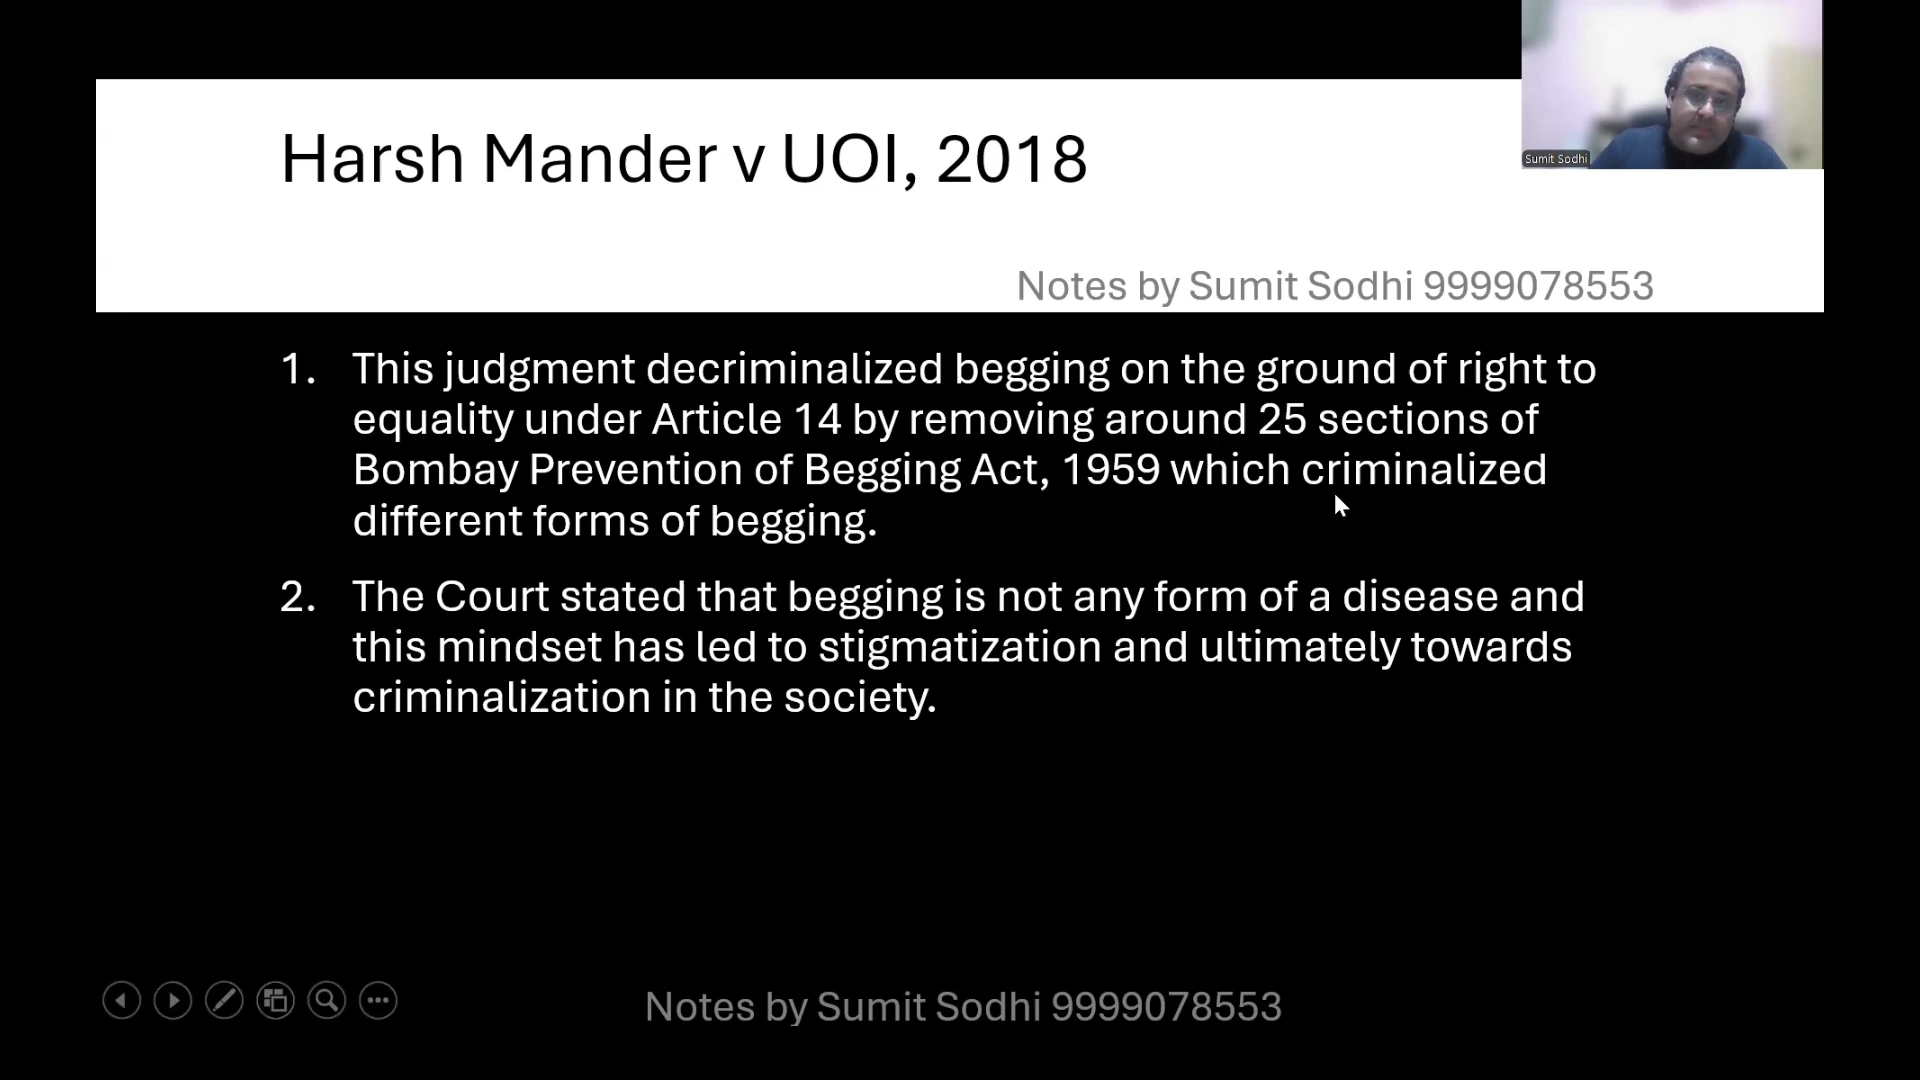 Harsh Mander v UOI, 2018
Sumit Sodhi
Notes by Sumit Sodhi 9999078553
1. This judgment decriminalized begging on the ground of right to
equality under Article 14 by removing around 25 sections of
Bombay Prevention of Begging Act, 1959 which criminalized
different forms of begging.
2. The Court stated that begging is not any form of a disease and
this mindset has led to stigmatization and ultimately towards
criminalization in the society.
Notes by Sumit Sodhi 9999078553